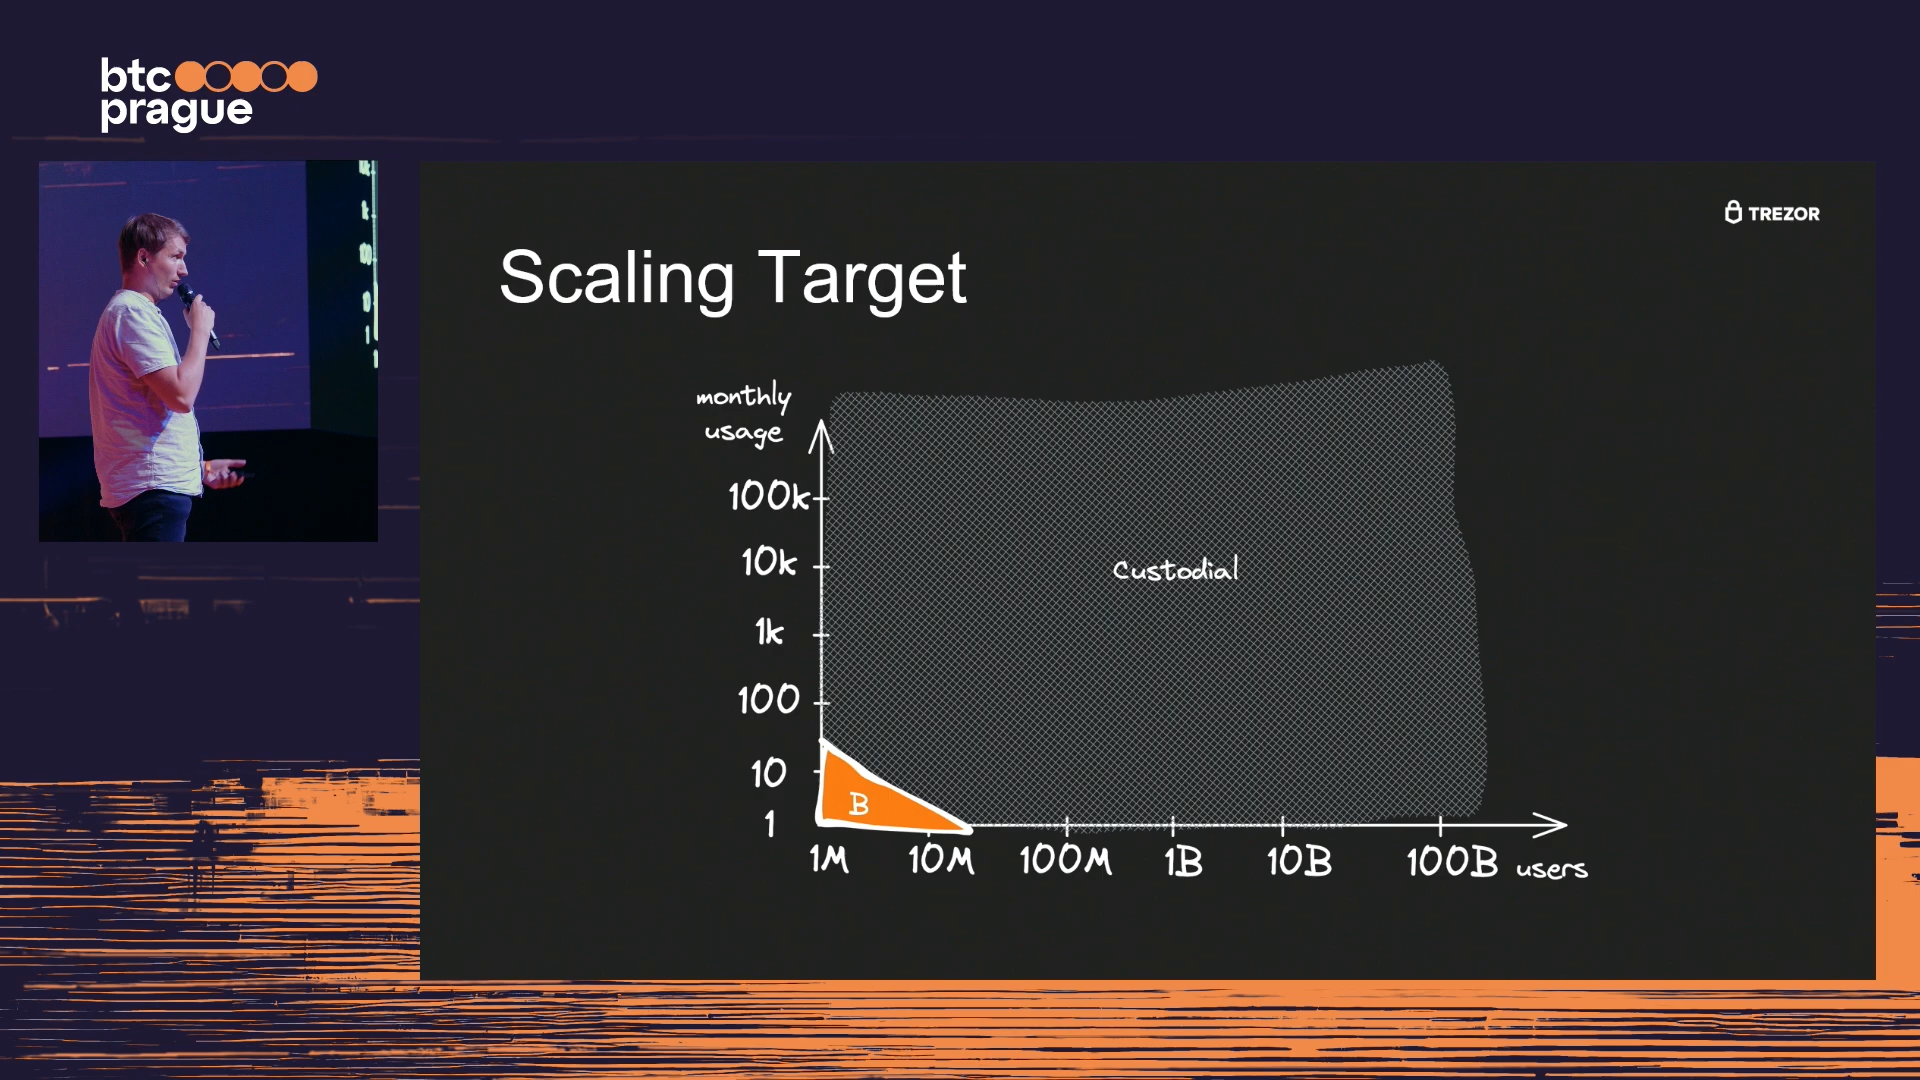 btc
prague
TREZOR
Scaling Target
monthly
usage
100k
10k
1k
100
10
1
Custodial
B
1M 10M 100M 1B 10B 100B users